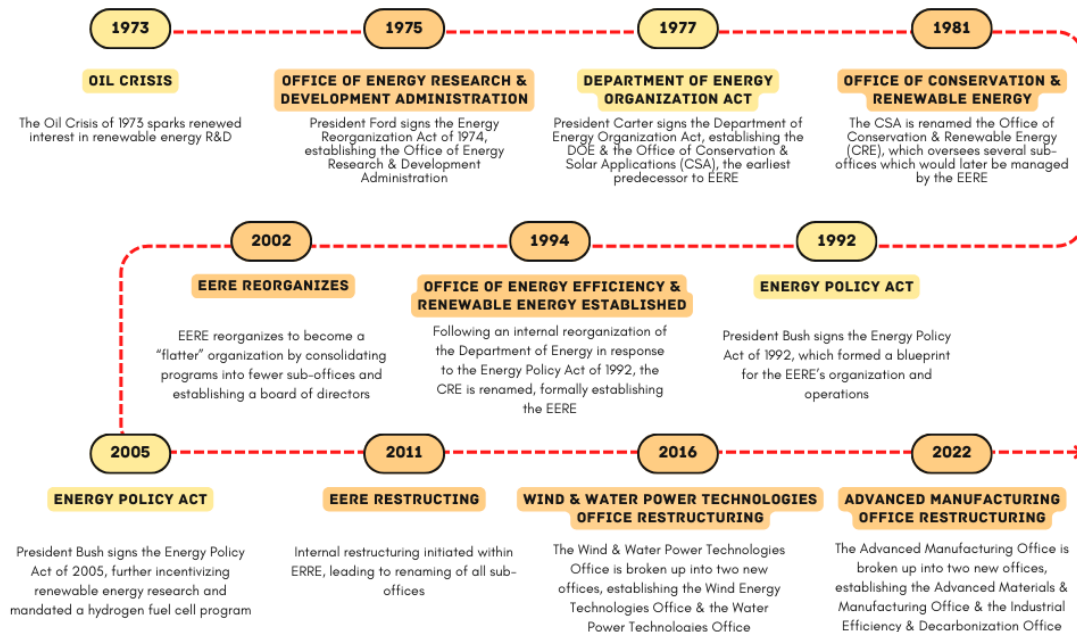 1973
OIL CRISIS
The Oil Crisis of 1973 sparks renewed
interest in renewable energy R&D
1975
OFFICE OF ENERGY RESEARCH &
DEVELOPMENT ADMINISTRATION
President Ford signs the Energy
Reorganization Act of 1974,
establishing the Office of Energy
Research & Development
Administration
1977
DEPARTMENT OF ENERGY
ORGANIZATION ACT
President Carter signs the Department of
Energy Organization Act, establishing the
DOE & the Office of Conservation &
Solar Applications (CSA), the earliest
predecessor to EERE
1981
OFFICE OF CONSERVATION &
RENEWABLE ENERGY
The CSA is renamed the Office of
Conservation & Renewable Energy
(CRE), which oversees several sub-
offices which would later be managed
by the EERE
2002
EERE REORGANIZES
EERE reorganizes to become a
“flatter” organization by consolidating
programs into fewer sub-offices and
establishing a board of directors
1994
OFFICE OF ENERGY EFFICIENCY &
RENEWABLE ENERGY ESTABLISHED
Following an internal reorganization of
the Department of Energy in response
to the Energy Policy Act of 1992, the
CRE is renamed, formally establishing
the EERE
1992
ENERGY POLICY ACT
President Bush signs the Energy Policy
Act of 1992, which formed a blueprint
for the EERE’s organization and
operations
2005
ENERGY POLICY ACT
President Bush signs the Energy Policy
Act of 2005, further incentivizing
renewable energy research and
mandated a hydrogen fuel cell program
2011
EERE RESTRUCTING
Internal restructuring initiated within
ERRE, leading to renaming of all sub-
offices
2016
WIND & WATER POWER TECHNOLOGIES
OFFICE RESTRUCTURING
The Wind & Water Power Technologies
Office is broken up into two new
offices, establishing the Wind Energy
Technologies Office & the Water
Power Technologies Office
2022
ADVANCED MANUFACTURING
OFFICE RESTRUCTURING
The Advanced Manufacturing Office is
broken up into two new offices,
establishing the Advanced Materials &
Manufacturing Office & the Industrial
Efficiency & Decarbonization Office